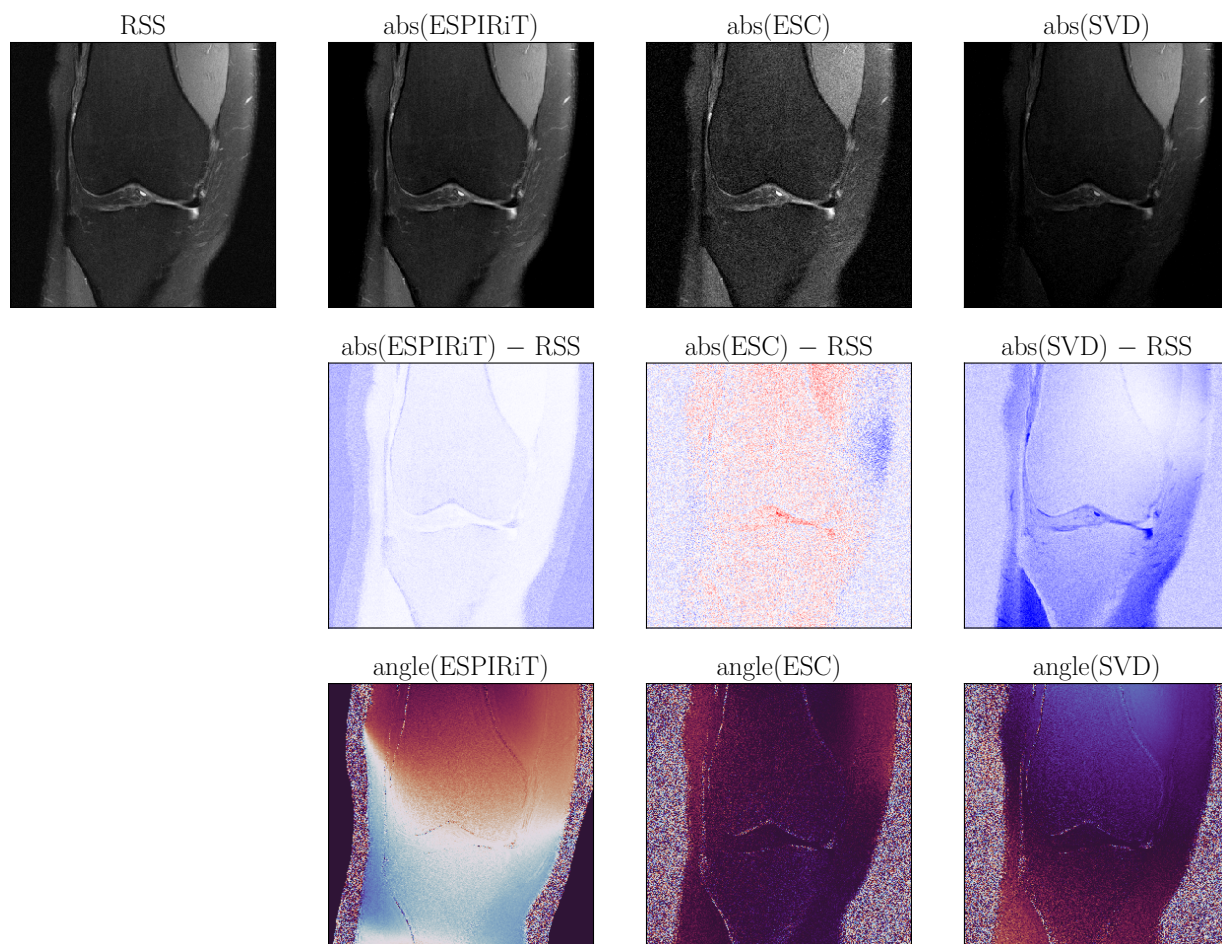 RSS
abs(ESPIRiT)
abs(ESC)
abs(SVD)
abs(ESPIRiT) − RSS
abs(ESC) − RSS
abs(SVD) − RSS
angle(ESPIRiT)
angle(ESC)
angle(SVD)